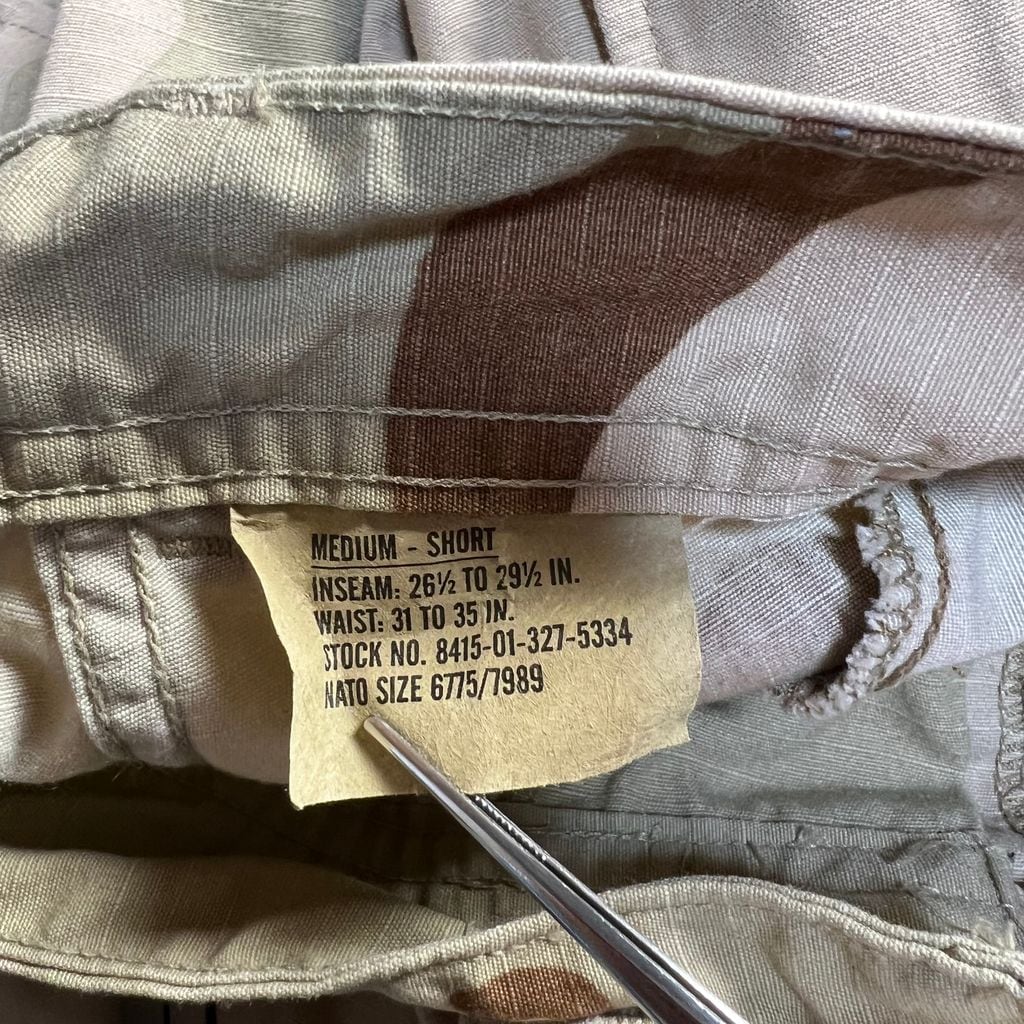 MEDIUM - SHORT
INSEAM: 26½ TO 29½ IN.
WAIST: 31 TO 35 IN.
STOCK NO. 8415-01-327-5334
NATO SIZE 6775/7989